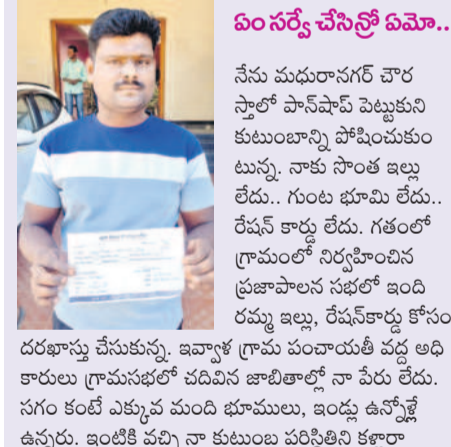 ఏం సర్వే చేసిన్రో ఏమో..
నేను మధురానగర్ చౌర
స్తాలో పాన్‌షాప్ పెట్టుకుని
కుటుంబాన్ని పోషించుకుం
టున్న. నాకు సొంత ఇల్లు
లేదు.. గుంట భూమి లేదు..
రేషన్ కార్డు లేదు. గతంలో
గ్రామంలో నిర్వహించిన
ప్రజాపాలన సభలో ఇంది
రమ్మ ఇల్లు, రేషన్‌కార్డు కోసం
దరఖాస్తు చేసుకున్న. ఇవ్వాళ గ్రామ పంచాయతీ వద్ద అధి
కారులు గ్రామసభలో చదివిన జాబితాల్లో నా పేరు లేదు.
సగం కంటే ఎక్కువ మంది భూములు, ఇండ్లు ఉన్నోళ్లే
ఉన్నరు. ఇంటికి వచ్చి నా కుటుంబ పరిస్థితిని కళ్లారా